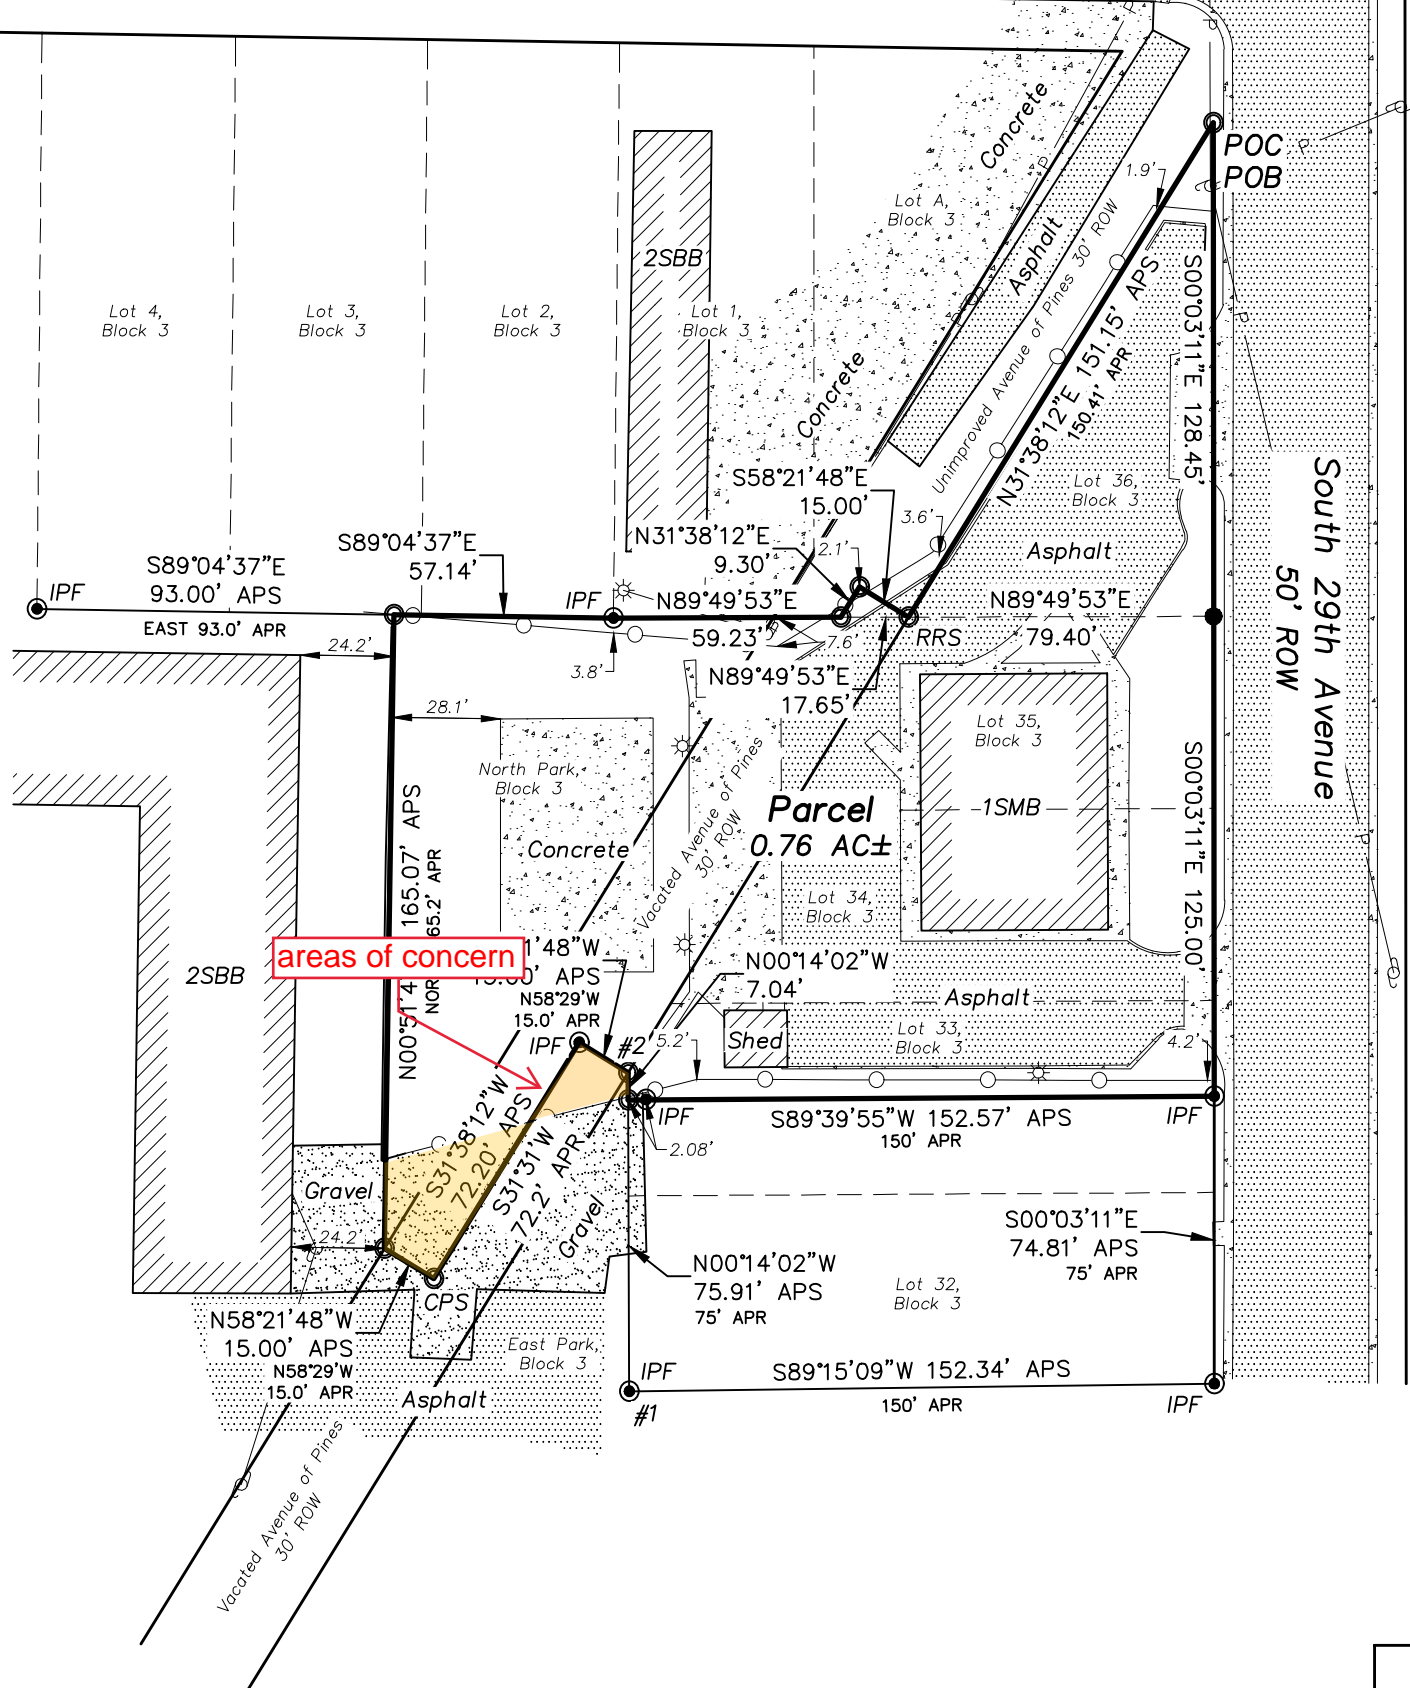 Concrete
POC
POB
1.9'
Lot A,
Block 3
Asphalt
2SBB
Unimproved Avenue of Pines 30' ROW
Lot 4,
Block 3
Lot 3,
Block 3
Lot 2,
Block 3
Lot 1,
Block 3
Concrete
N31°38'12"E 151.15' APS
150.41' APR
S00°03'11"E 128.45'
South 29th Avenue
50' ROW
S58°21'48"E
15.00'
Lot 36,
Block 3
3.6'
S89°04'37"E
57.14'
N31°38'12"E
9.30'
2.1'
Asphalt
S89°04'37"E
93.00' APS
IPF
EAST 93.0' APR
IPF
N89°49'53"E
59.23'
N89°49'53"E
79.40'
RRS
24.2'
7.6'
3.8'
N89°49'53"E
17.65'
28.1'
Lot 35,
Block 3
North Park,
Block 3
Vacated Avenue of Pines
30' ROW
Parcel
0.76 AC±
1SMB
S00°03'11"E 125.00'
165.07' APS
65.2' APR
Concrete
Lot 34,
Block 3
areas of concern
1'48"W
APS
N58°29'W
15.0' APR
2SBB
N00°51'4
NOR
N00°14'02"W
7.04'
Asphalt
IPF
#2
5.2'
Shed
Lot 33,
Block 3
4.2'
S31°38'12"W
72.20' APS
S31°31'W
72.2' APR
IPF
S89°39'55"W 152.57' APS
150' APR
IPF
2.08'
Gravel
Gravel
24.2'
S00°03'11"E
74.81' APS
75' APR
N00°14'02"W
75.91' APS
75' APR
Lot 32,
Block 3
CPS
N58°21'48"W
15.00' APS
N58°29'W
15.0' APR
East Park,
Block 3
Asphalt
IPF
#1
S89°15'09"W 152.34' APS
150' APR
IPF
Vacated Avenue of Pines
30' ROW